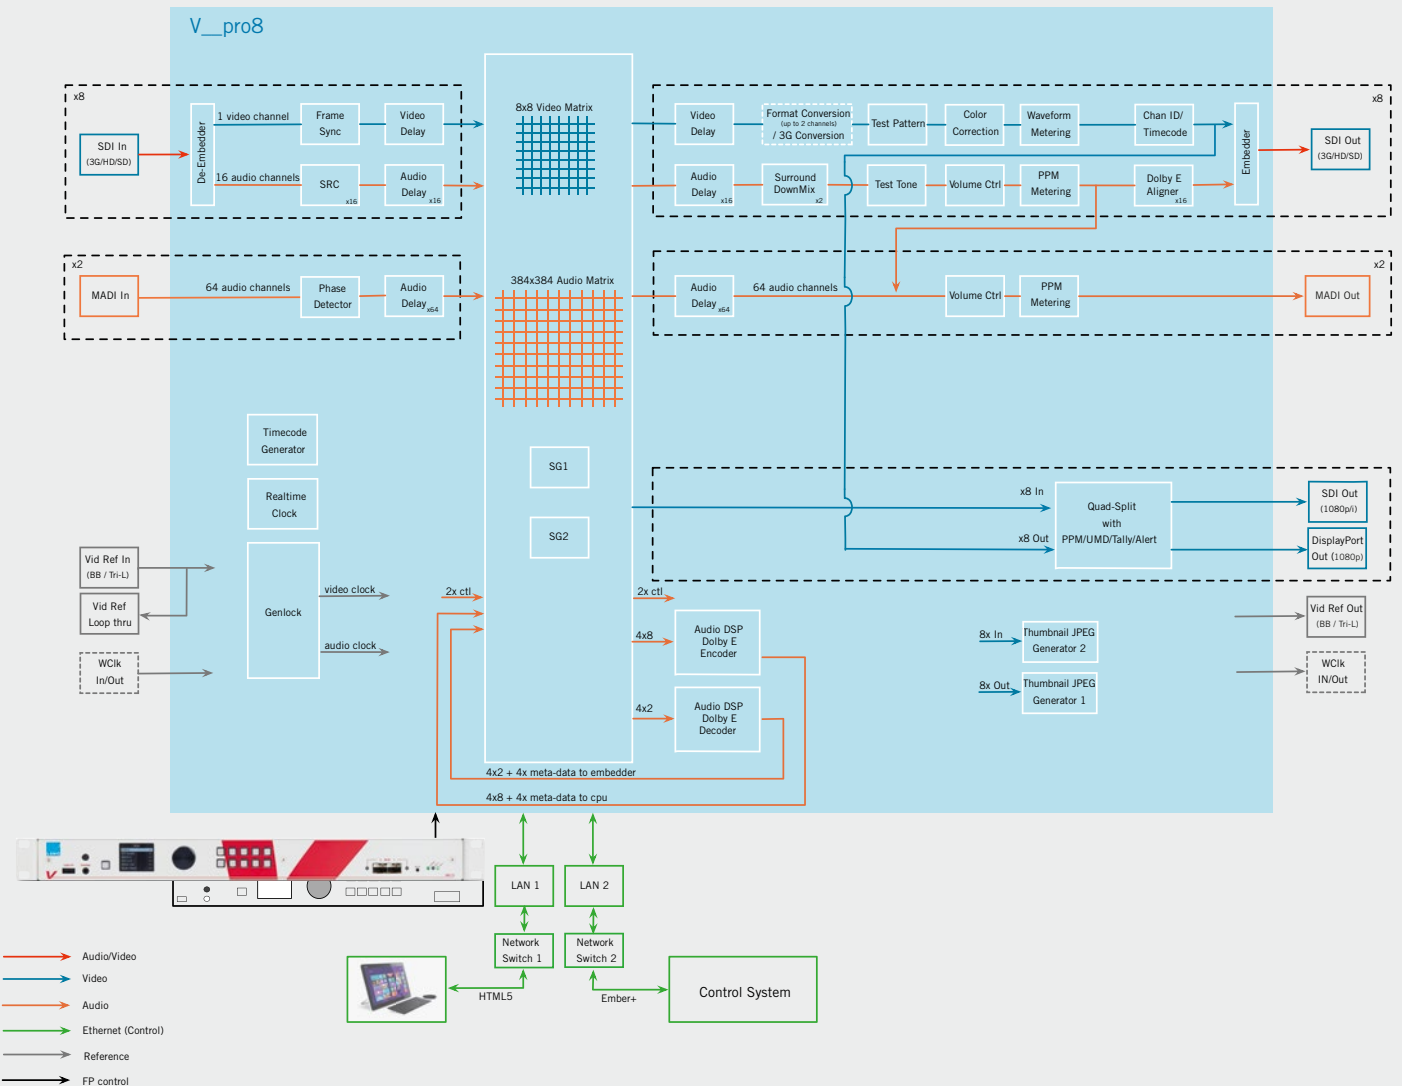 V__pro8
x8
SDI In
(3G/HD/SD)
De-Embedder
1 video channel
Frame
Sync
Video
Delay
16 audio channels
SRC
x16
Audio
Delay
x16
8x8 Video Matrix
x8
Video
Delay
Format Conversion
(up to 2 channels)
/ 3G Conversion
Test Pattern
Color
Correction
Waveform
Metering
Chan ID/
Timecode
Embedder
SDI Out
(3G/HD/SD)
Audio
Delay
x16
Surround
DownMix
x2
Test Tone
Volume Ctrl
PPM
Metering
Dolby E
Aligner
x16
x2
MADI In
64 audio channels
Phase
Detector
Audio
Delay
x64
384x384 Audio Matrix
x2
Audio
Delay
x64
64 audio channels
Volume Ctrl
PPM
Metering
MADI Out
Timecode
Generator
Realtime
Clock
SG1
SG2
x8 In
x8 Out
Quad-Split
with
PPM/UMD/Tally/Alert
SDI Out
(1080p/i)
DisplayPort
Out (1080p)
Vid Ref In
(BB / Tri-L)
Vid Ref
Loop thru
WClk
In/Out
Genlock
video clock
audio clock
2x ctl
2x ctl
4x8
Audio DSP
Dolby E
Encoder
4x2
Audio DSP
Dolby E
Decoder
8x In
Thumbnail JPEG
Generator 2
8x Out
Thumbnail JPEG
Generator 1
Vid Ref Out
(BB / Tri-L)
WClk
IN/Out
4x2 + 4x meta-data to embedder
4x8 + 4x meta-data to cpu
LAN 1
LAN 2
Network
Switch 1
Network
Switch 2
HTML5
Ember+
Control System
Audio/Video
Video
Audio
Ethernet (Control)
Reference
FP control